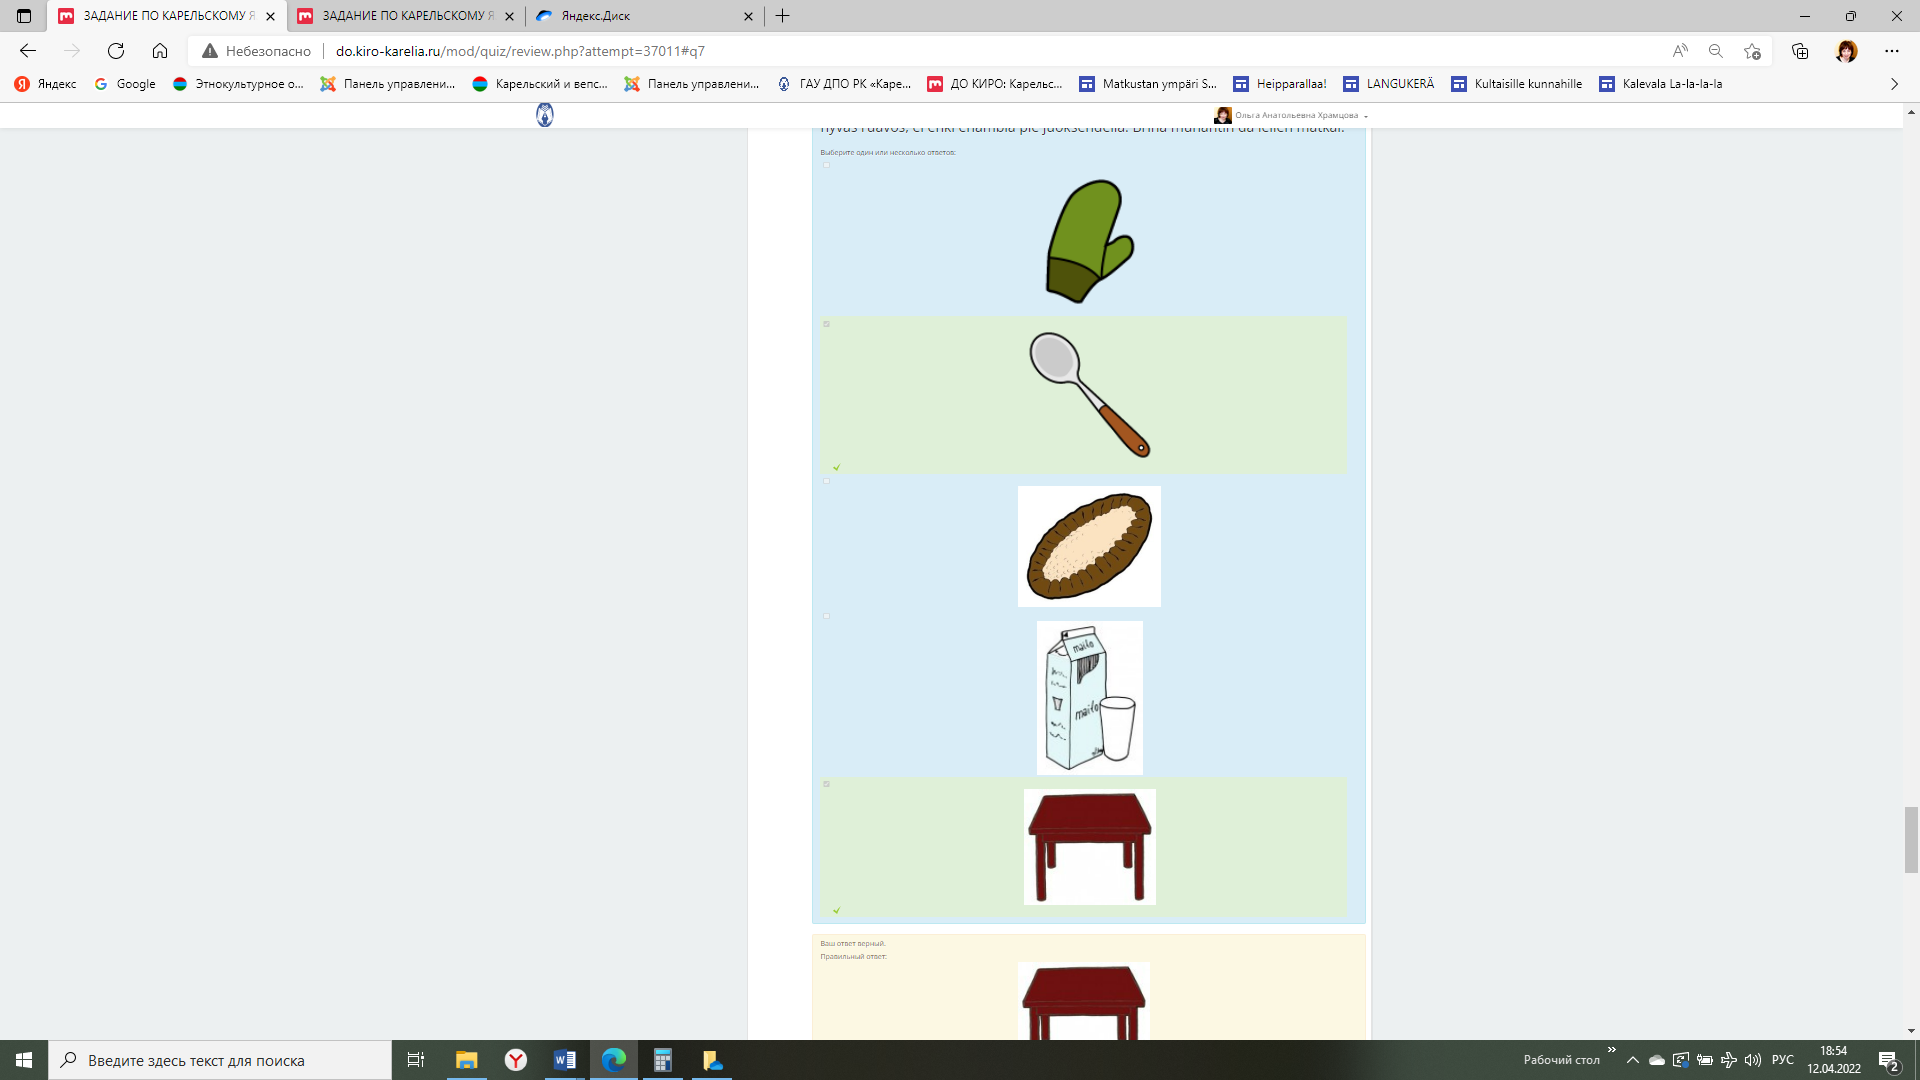 ЗАДАНИЕ ПО КАРЕЛЬСКОМУ Я
ЗАДАНИЕ ПО КАРЕЛЬСКОМУ Я
Яндекс.Диск
Небезопасно
do.kiro-karelia.ru/mod/quiz/review.php?attempt=37011#q7
Яндекс
Google
Этнокультурное о...
Панель управлени...
Карельский и вепс...
Панель управлени...
ГАУ ДПО РК «Каре...
ДО КИРО: Карельс...
Matkustan ympäri S...
Heipparallaa!
LANGUKERÄ
Kultaisille kunnahille
Kalevala La-la-la-la
Ольга Анатольевна Храмцова
Выберите один или несколько ответов:
maito
maito
Ваш ответ верный.
Правильный ответ:
Введите здесь текст для поиска
Рабочий стол
РУС
18:54
12.04.2022
2